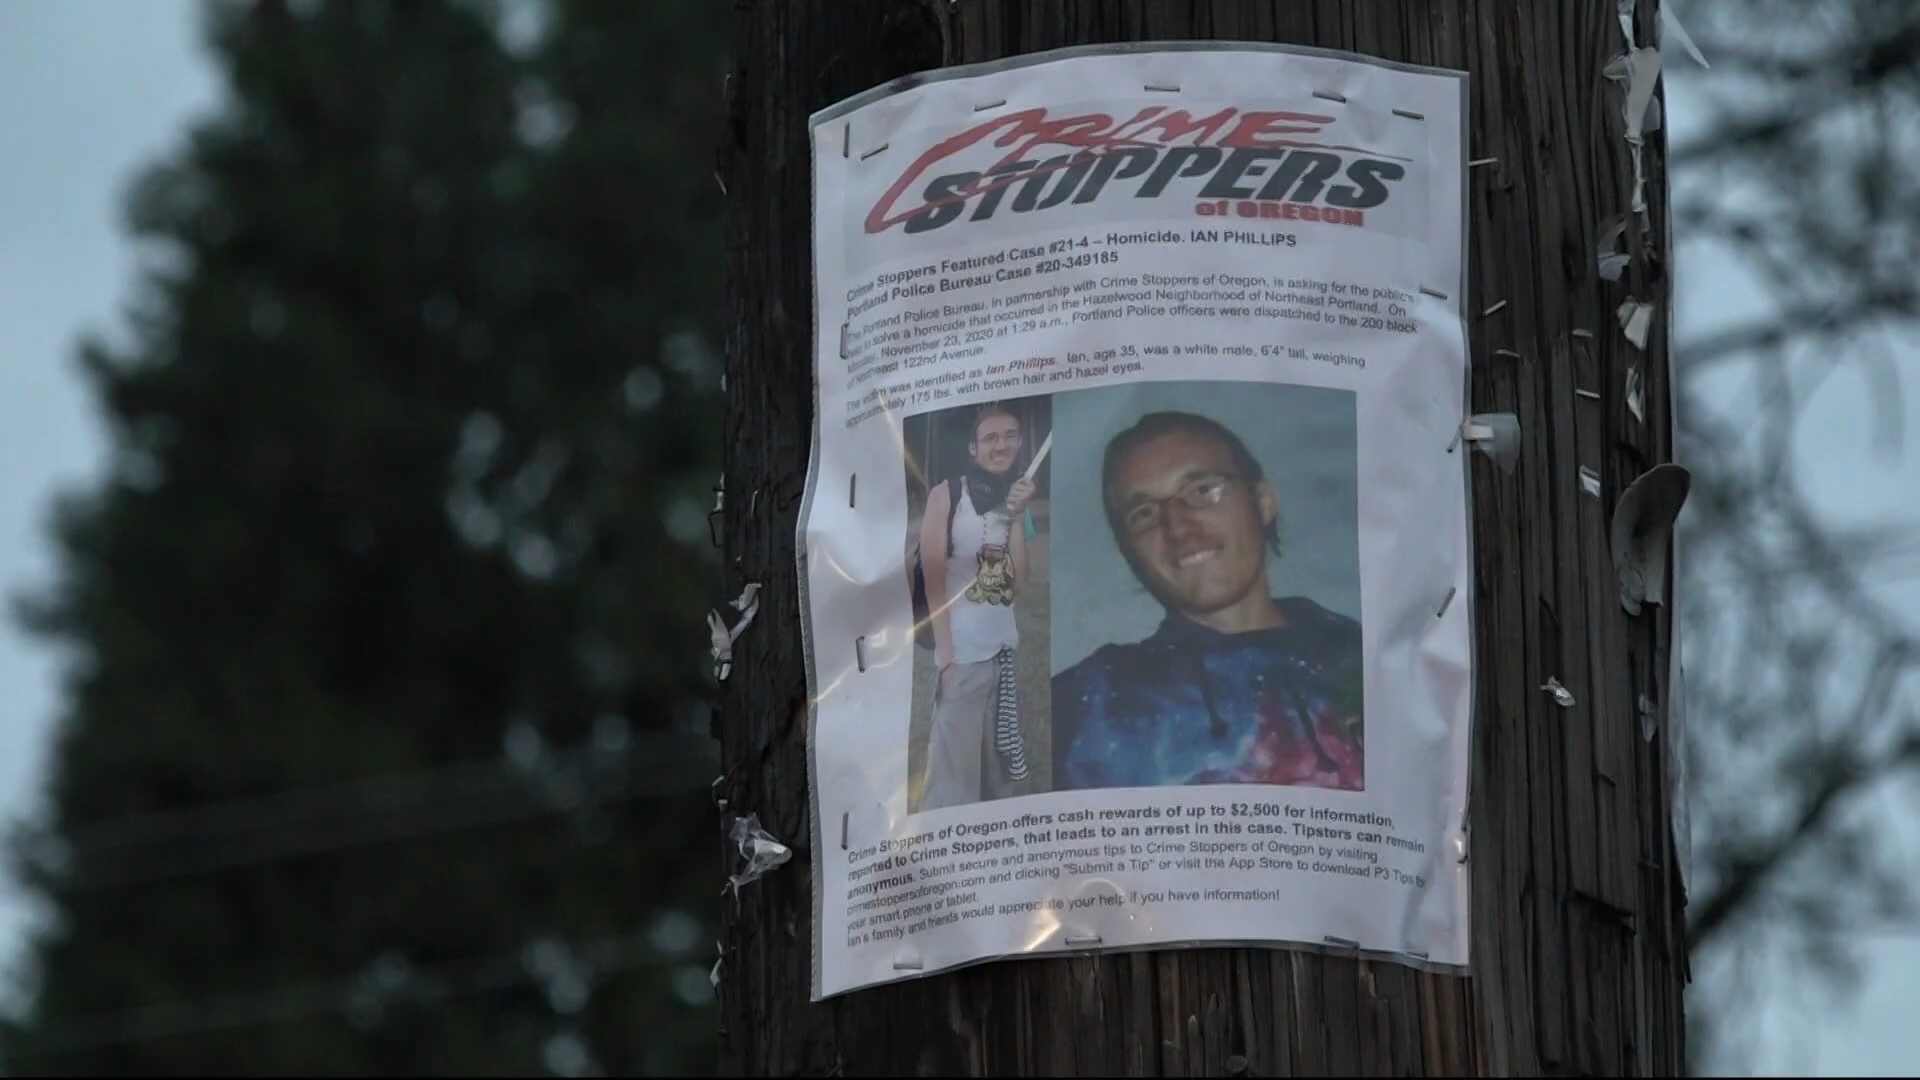 CRIME
STOPPERS
of OREGON
Crime Stoppers Featured Case #21-4 – Homicide. IAN PHILLIPS
Portland Police Bureau Case #20-349185
The Portland Police Bureau, in partnership with Crime Stoppers of Oregon, is asking for the public's
help to solve a homicide that occurred in the Hazelwood Neighborhood of Northeast Portland. On
Monday, November 23, 2020 at 1:29 a.m., Portland Police officers were dispatched to the 200 block
of Northeast 122nd Avenue.
The victim was identified as Ian Phillips. Ian, age 35, was a white male, 6'4" tall, weighing
approximately 175 lbs. with brown hair and hazel eyes.
Crime Stoppers of Oregon offers cash rewards of up to $2,500 for information,
reported to Crime Stoppers, that leads to an arrest in this case. Tipsters can remain
anonymous. Submit secure and anonymous tips to Crime Stoppers of Oregon by visiting
crimestoppersoforegon.com and clicking "Submit a Tip" or visit the App Store to download P3 Tips for
your smart phone or tablet.
Ian's family and friends would appreciate your help if you have information!